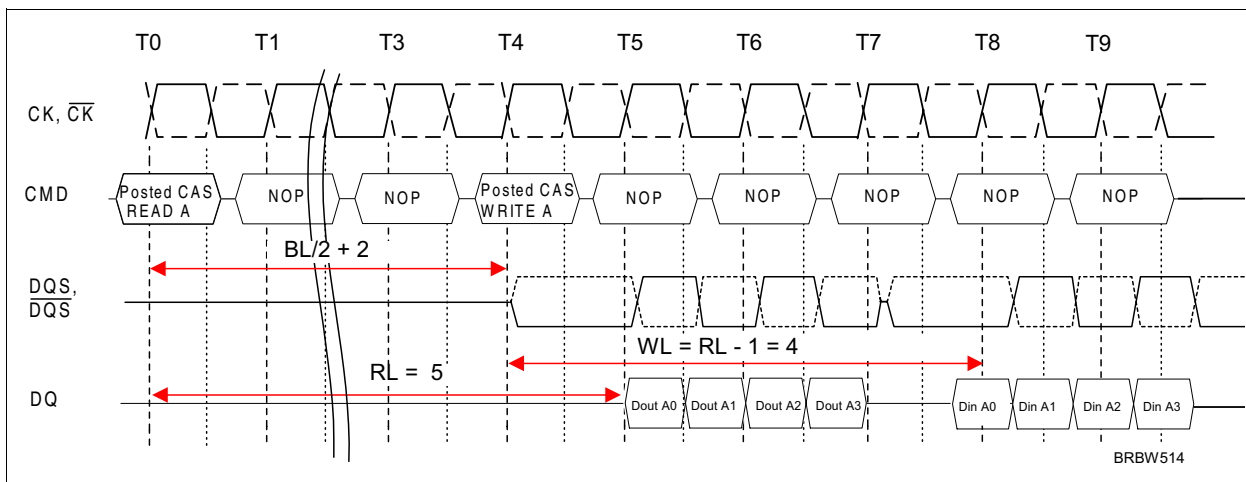 T0 T1 T3 T4 T5 T6 T7 T8 T9
CK, CK
CMD
Posted CAS
READ A
NOP
NOP
Posted CAS
WRITE A
NOP
NOP
NOP
NOP
NOP
BL/2 + 2
DQS,
DQS
WL = RL - 1 = 4
RL = 5
DQ
Dout A0 Dout A1 Dout A2 Dout A3 Din A0 Din A1 Din A2 Din A3
BRBW514